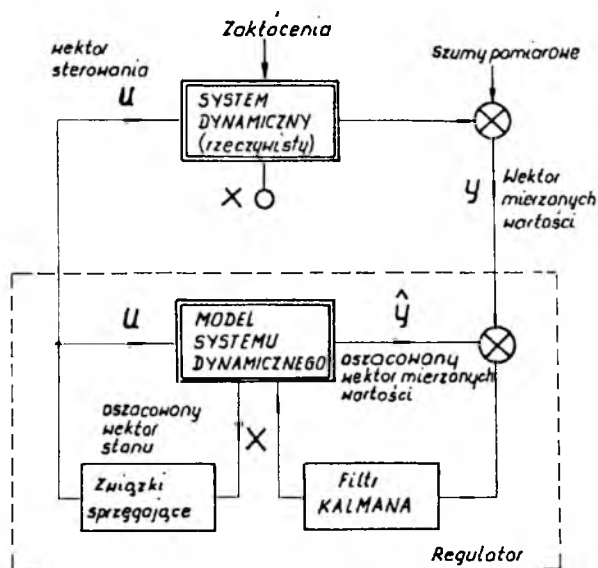 Zakłócenia
wektor
sterowania
U
SYSTEM
DYNAMICZNY
(rzeczywisty)
X
Szumy pomiarowe
y
Wektor
mierzonych
wartości
U
MODEL
SYSTEMU
DYNAMICZNEGO
ŷ
oszacowany
wektor mierzonych
wartości
oszacowany
wektor
stanu
X
Związki
sprzęgające
Filtr
KALMANA
Regulator